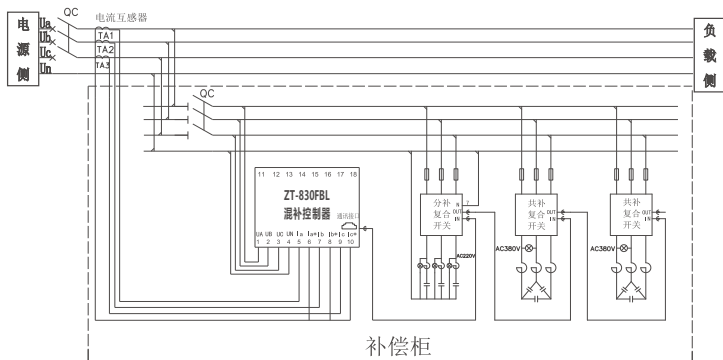 电源侧
Ua
Ub
Uc
Un
QC
电流互感器
TA1
TA2
TA3
负载侧
QC
11 12 13 14 15 16 17 18
ZT-830FBL
混补控制器
通讯接口
UA UB UC UN Ia Ia* Ib Ib* Ic Ic*
1 2 3 4 5 6 7 8 9 10
分补
复合
开关
N
OUT
IN
AC220V
共补
复合
开关
OUT
IN
AC380V
共补
复合
开关
OUT
IN
AC380V
补偿柜